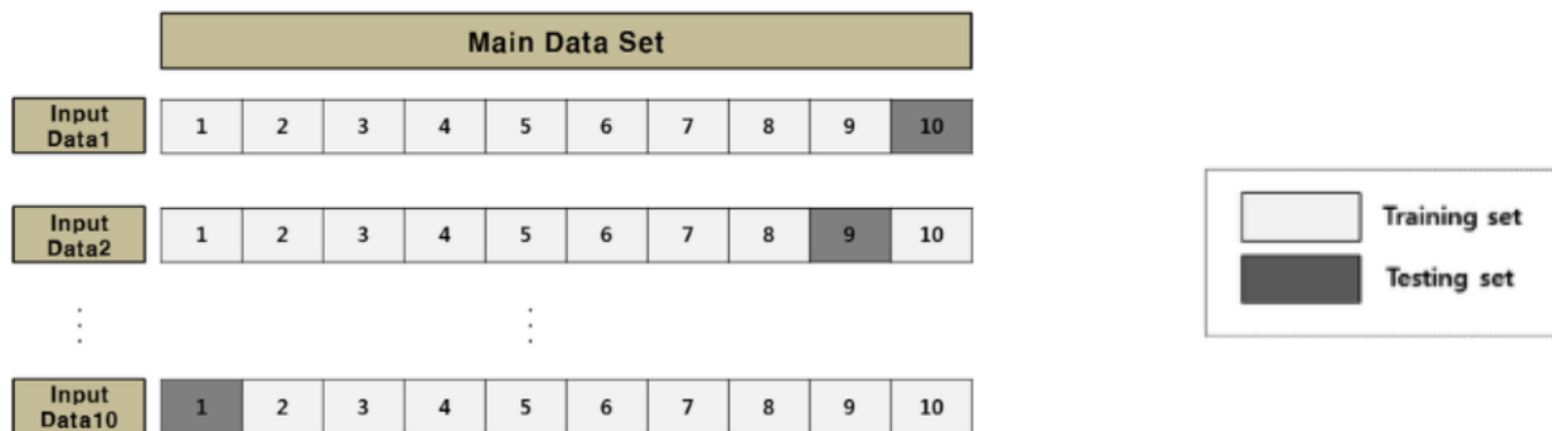 Main Data Set
Input
Data1
1 2 3 4 5 6 7 8 9 10
Input
Data2
1 2 3 4 5 6 7 8 9 10
Input
Data10
1 2 3 4 5 6 7 8 9 10
Training set
Testing set